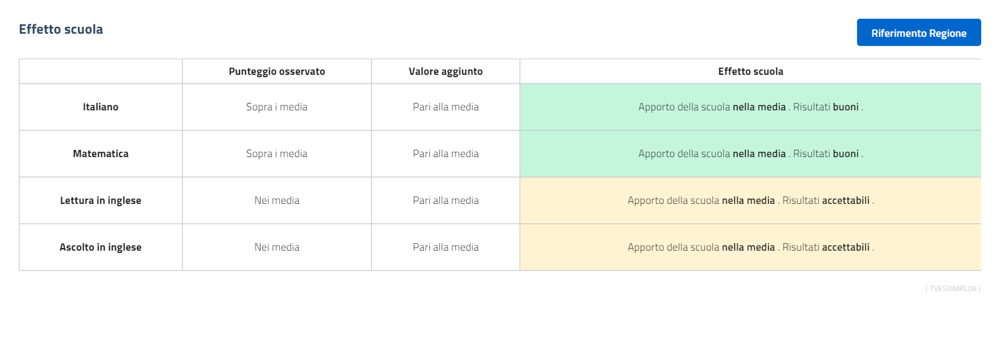 Effetto scuola
Riferimento Regione
Punteggio osservato Valore aggiunto Effetto scuola
Italiano Sopra i media Pari alla media Apporto della scuola nella media . Risultati buoni .
Matematica Sopra i media Pari alla media Apporto della scuola nella media . Risultati buoni .
Lettura in inglese Nei media Pari alla media Apporto della scuola nella media . Risultati accettabili .
Ascolto in inglese Nei media Pari alla media Apporto della scuola nella media . Risultati accettabili .
[ TVESXIMRL08 ]